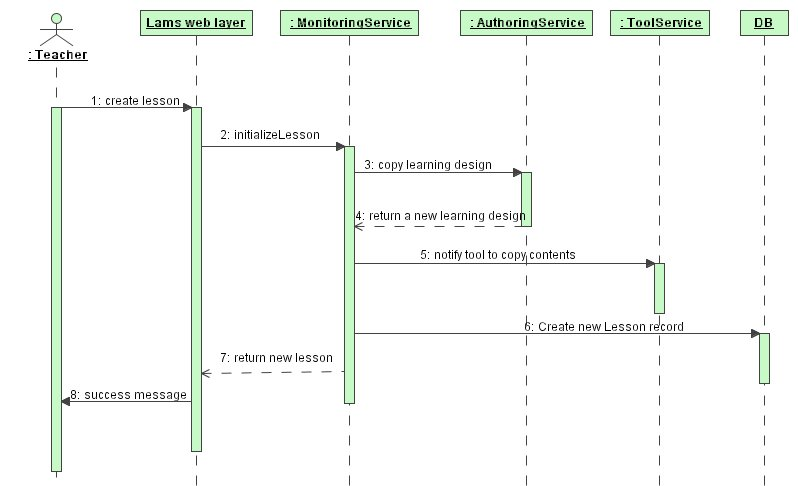 : Teacher
Lams web layer
: MonitoringService
: AuthoringService
: ToolService
DB
1: create lesson
2: initializeLesson
3: copy learning design
4: return a new learning design
5: notify tool to copy contents
6: Create new Lesson record
7: return new lesson
8: success message